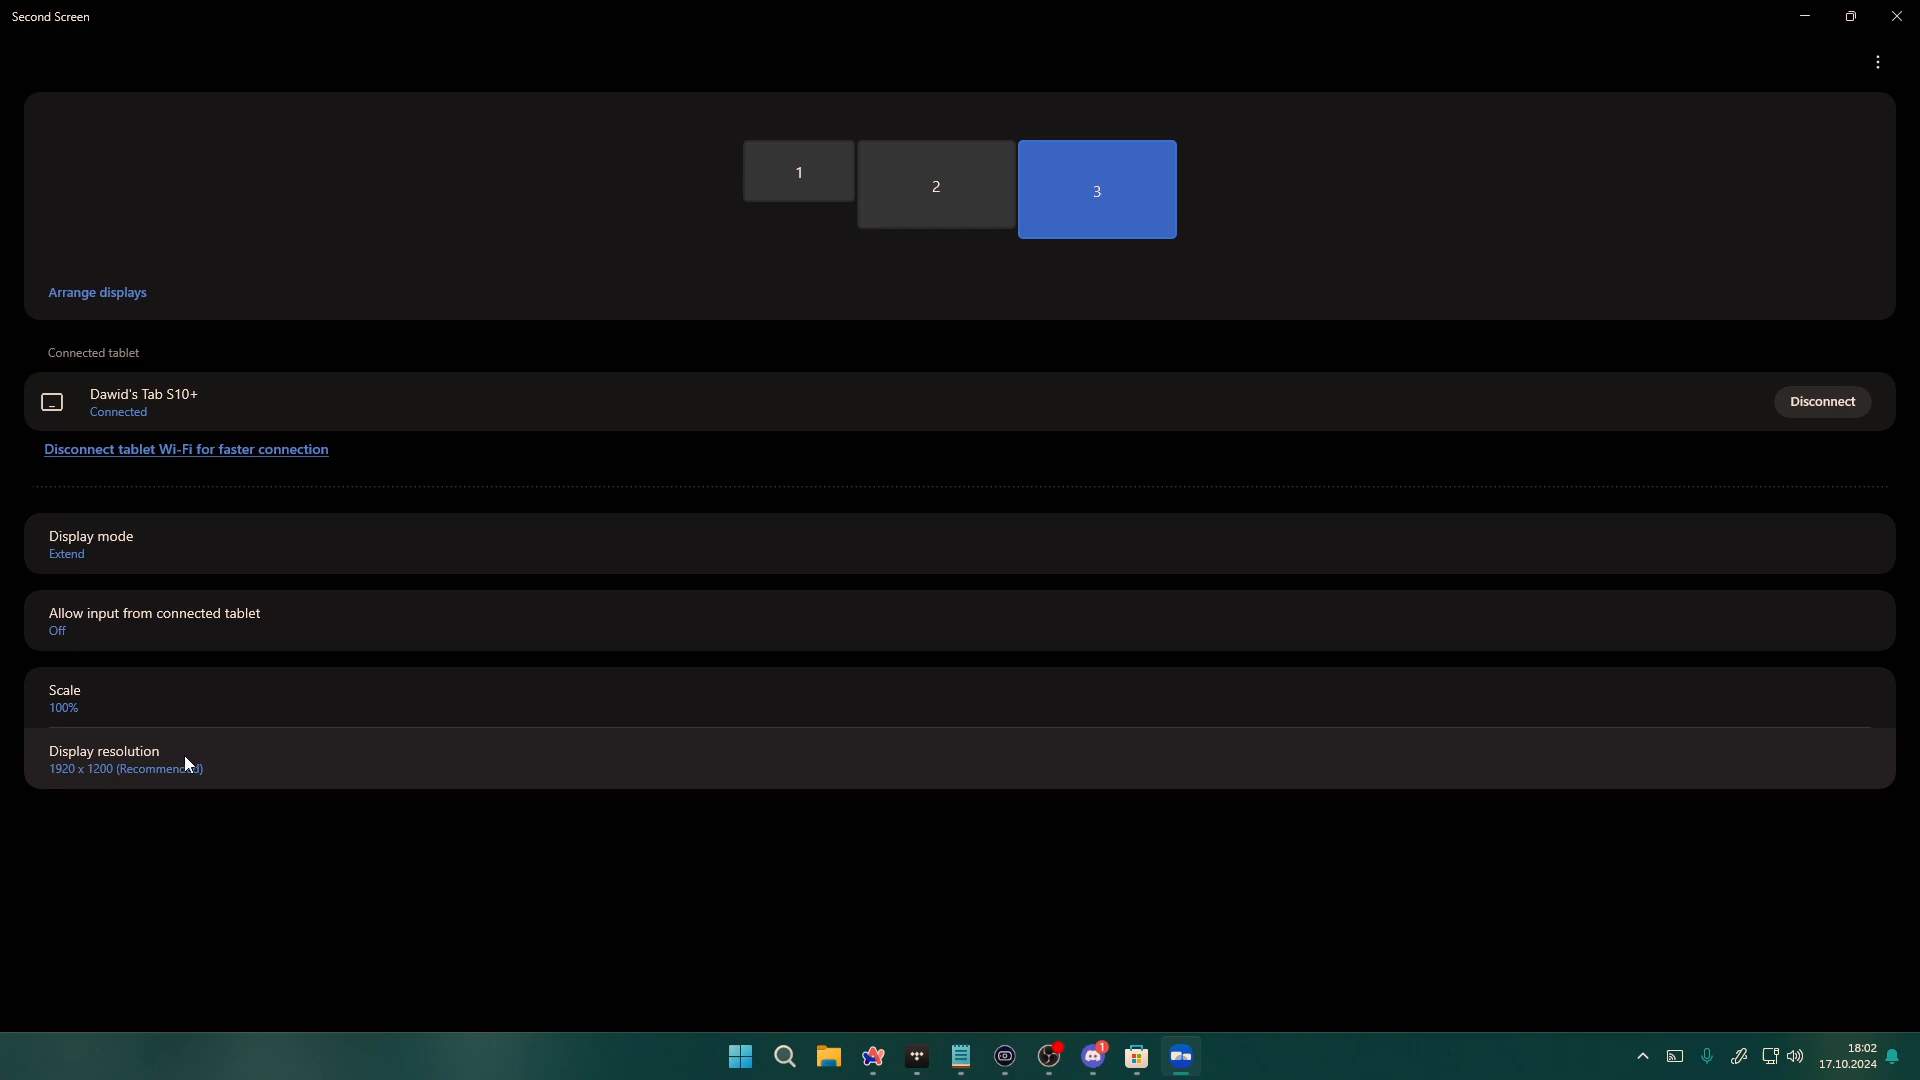 Second Screen
1
2
3
Arrange displays
Connected tablet
Dawid's Tab S10+
Connected
Disconnect
Disconnect tablet Wi-Fi for faster connection
Display mode
Extend
Allow input from connected tablet
Off
Scale
100%
Display resolution
1920 x 1200 (Recommended)
1
18:02
17.10.2024